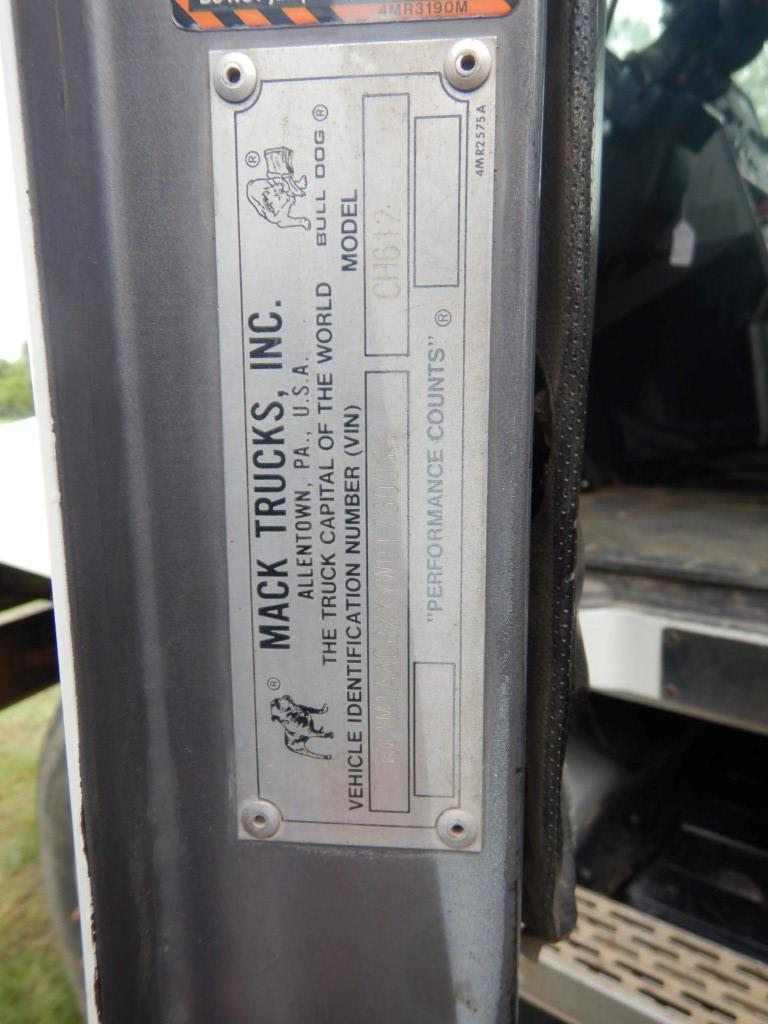 4MR3190M
MACK TRUCKS, INC.
ALLENTOWN, PA., U.S.A.
THE TRUCK CAPITAL OF THE WORLD
® ®
BULL DOG ®
VEHICLE IDENTIFICATION NUMBER (VIN) MODEL
CH612
"PERFORMANCE COUNTS" ®
4MR2575A